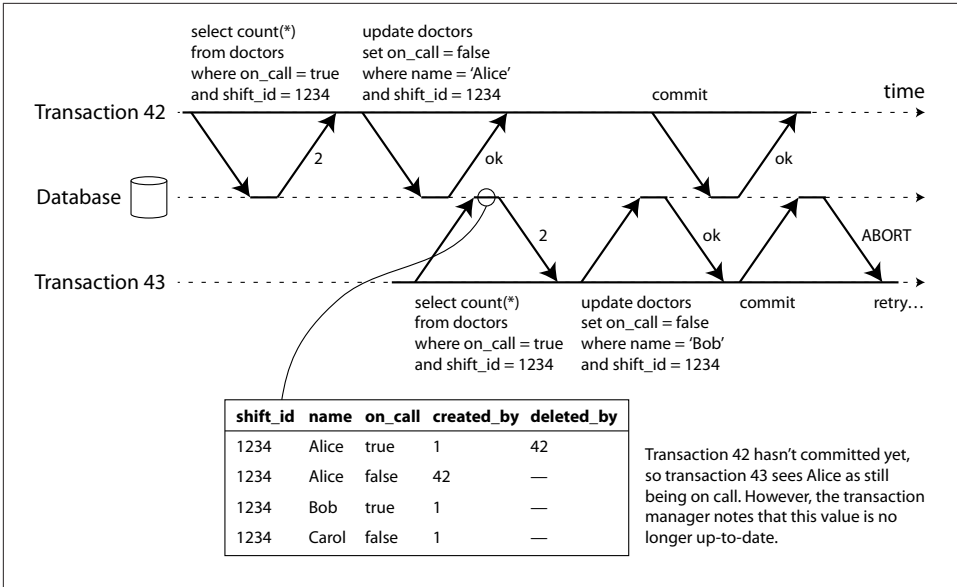 select count(*)
from doctors
where on_call = true
and shift_id = 1234
update doctors
set on_call = false
where name = ‘Alice’
and shift_id = 1234
commit
time
Transaction 42
2
ok
ok
Database
2
ok
ABORT
Transaction 43
select count(*)
from doctors
where on_call = true
and shift_id = 1234
update doctors
set on_call = false
where name = ‘Bob’
and shift_id = 1234
commit
retry…
shift_id name on_call created_by deleted_by
1234 Alice true 1 42
1234 Alice false 42 —
1234 Bob true 1 —
1234 Carol false 1 —
Transaction 42 hasn’t committed yet,
so transaction 43 sees Alice as still
being on call. However, the transaction
manager notes that this value is no
longer up-to-date.